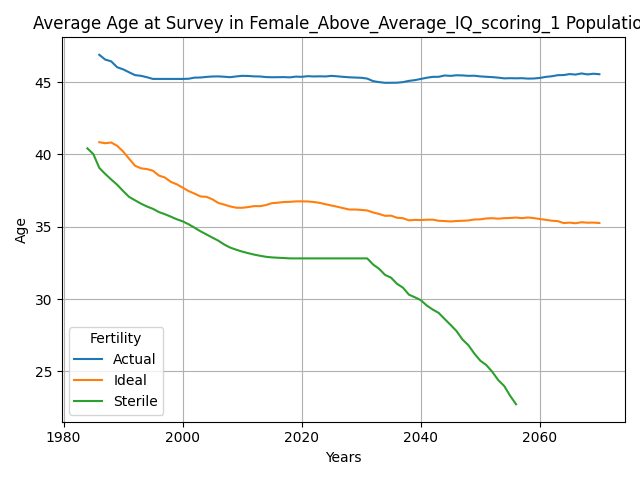 Average Age at Survey in Female_Above_Average_IQ_scoring_1 Populatio
45
40
35
30
25
Age
Fertility
Actual
Ideal
Sterile
1980
2000
2020
2040
2060
Years